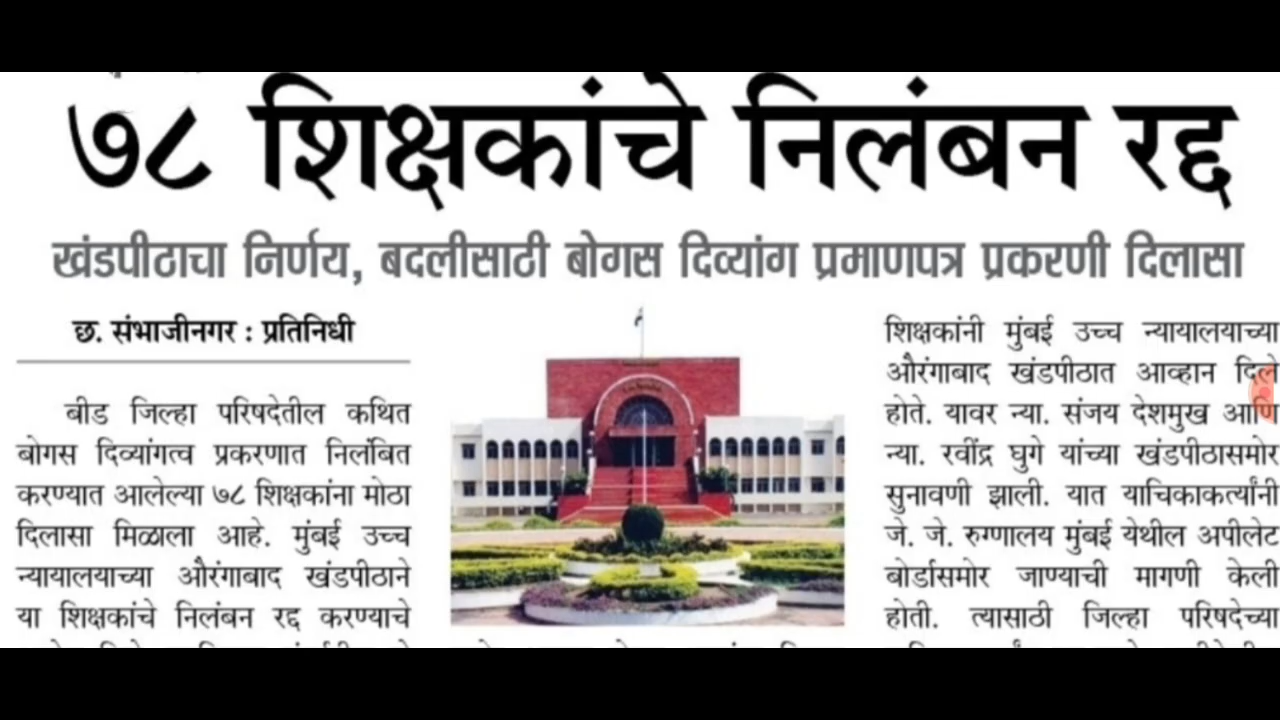 ७८ शिक्षकांचे निलंबन रद्द
खंडपीठाचा निर्णय, बदलीसाठी बोगस दिव्यांग प्रमाणपत्र प्रकरणी दिलासा
छ. संभाजीनगर : प्रतिनिधी
बीड जिल्हा परिषदेतील कथित
बोगस दिव्यांगत्व प्रकरणात निलंबित
करण्यात आलेल्या ७८ शिक्षकांना मोठा
दिलासा मिळाला आहे. मुंबई उच्च
न्यायालयाच्या औरंगाबाद खंडपीठाने
या शिक्षकांचे निलंबन रद्द करण्याचे
शिक्षकांनी मुंबई उच्च न्यायालयाच्या
औरंगाबाद खंडपीठात आव्हान दिले
होते. यावर न्या. संजय देशमुख आणि
न्या. रवींद्र घुगे यांच्या खंडपीठासमोर
सुनावणी झाली. यात याचिकाकर्त्यांनी
जे. जे. रुग्णालय मुंबई येथील अपीलेट
बोर्डासमोर जाण्याची मागणी केली
होती. त्यासाठी जिल्हा परिषदेच्या